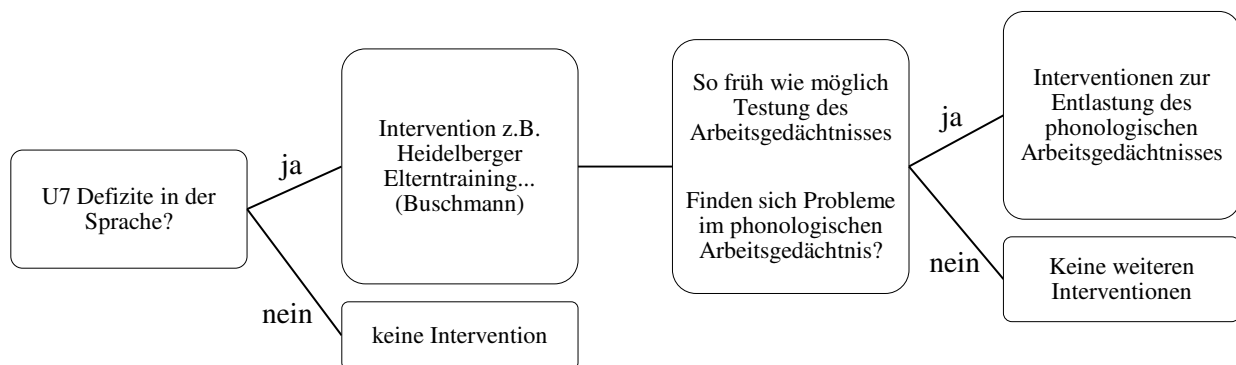 U7 Defizite in der
Sprache?
ja
nein
Intervention z.B.
Heidelberger
Elterntraining...
(Buschmann)
keine Intervention
So früh wie möglich
Testung des
Arbeitsgedächtnisses
Finden sich Probleme
im phonologischen
Arbeitsgedächtnis?
ja
nein
Interventionen zur
Entlastung des
phonologischen
Arbeitsgedächtnisses
Keine weiteren
Interventionen